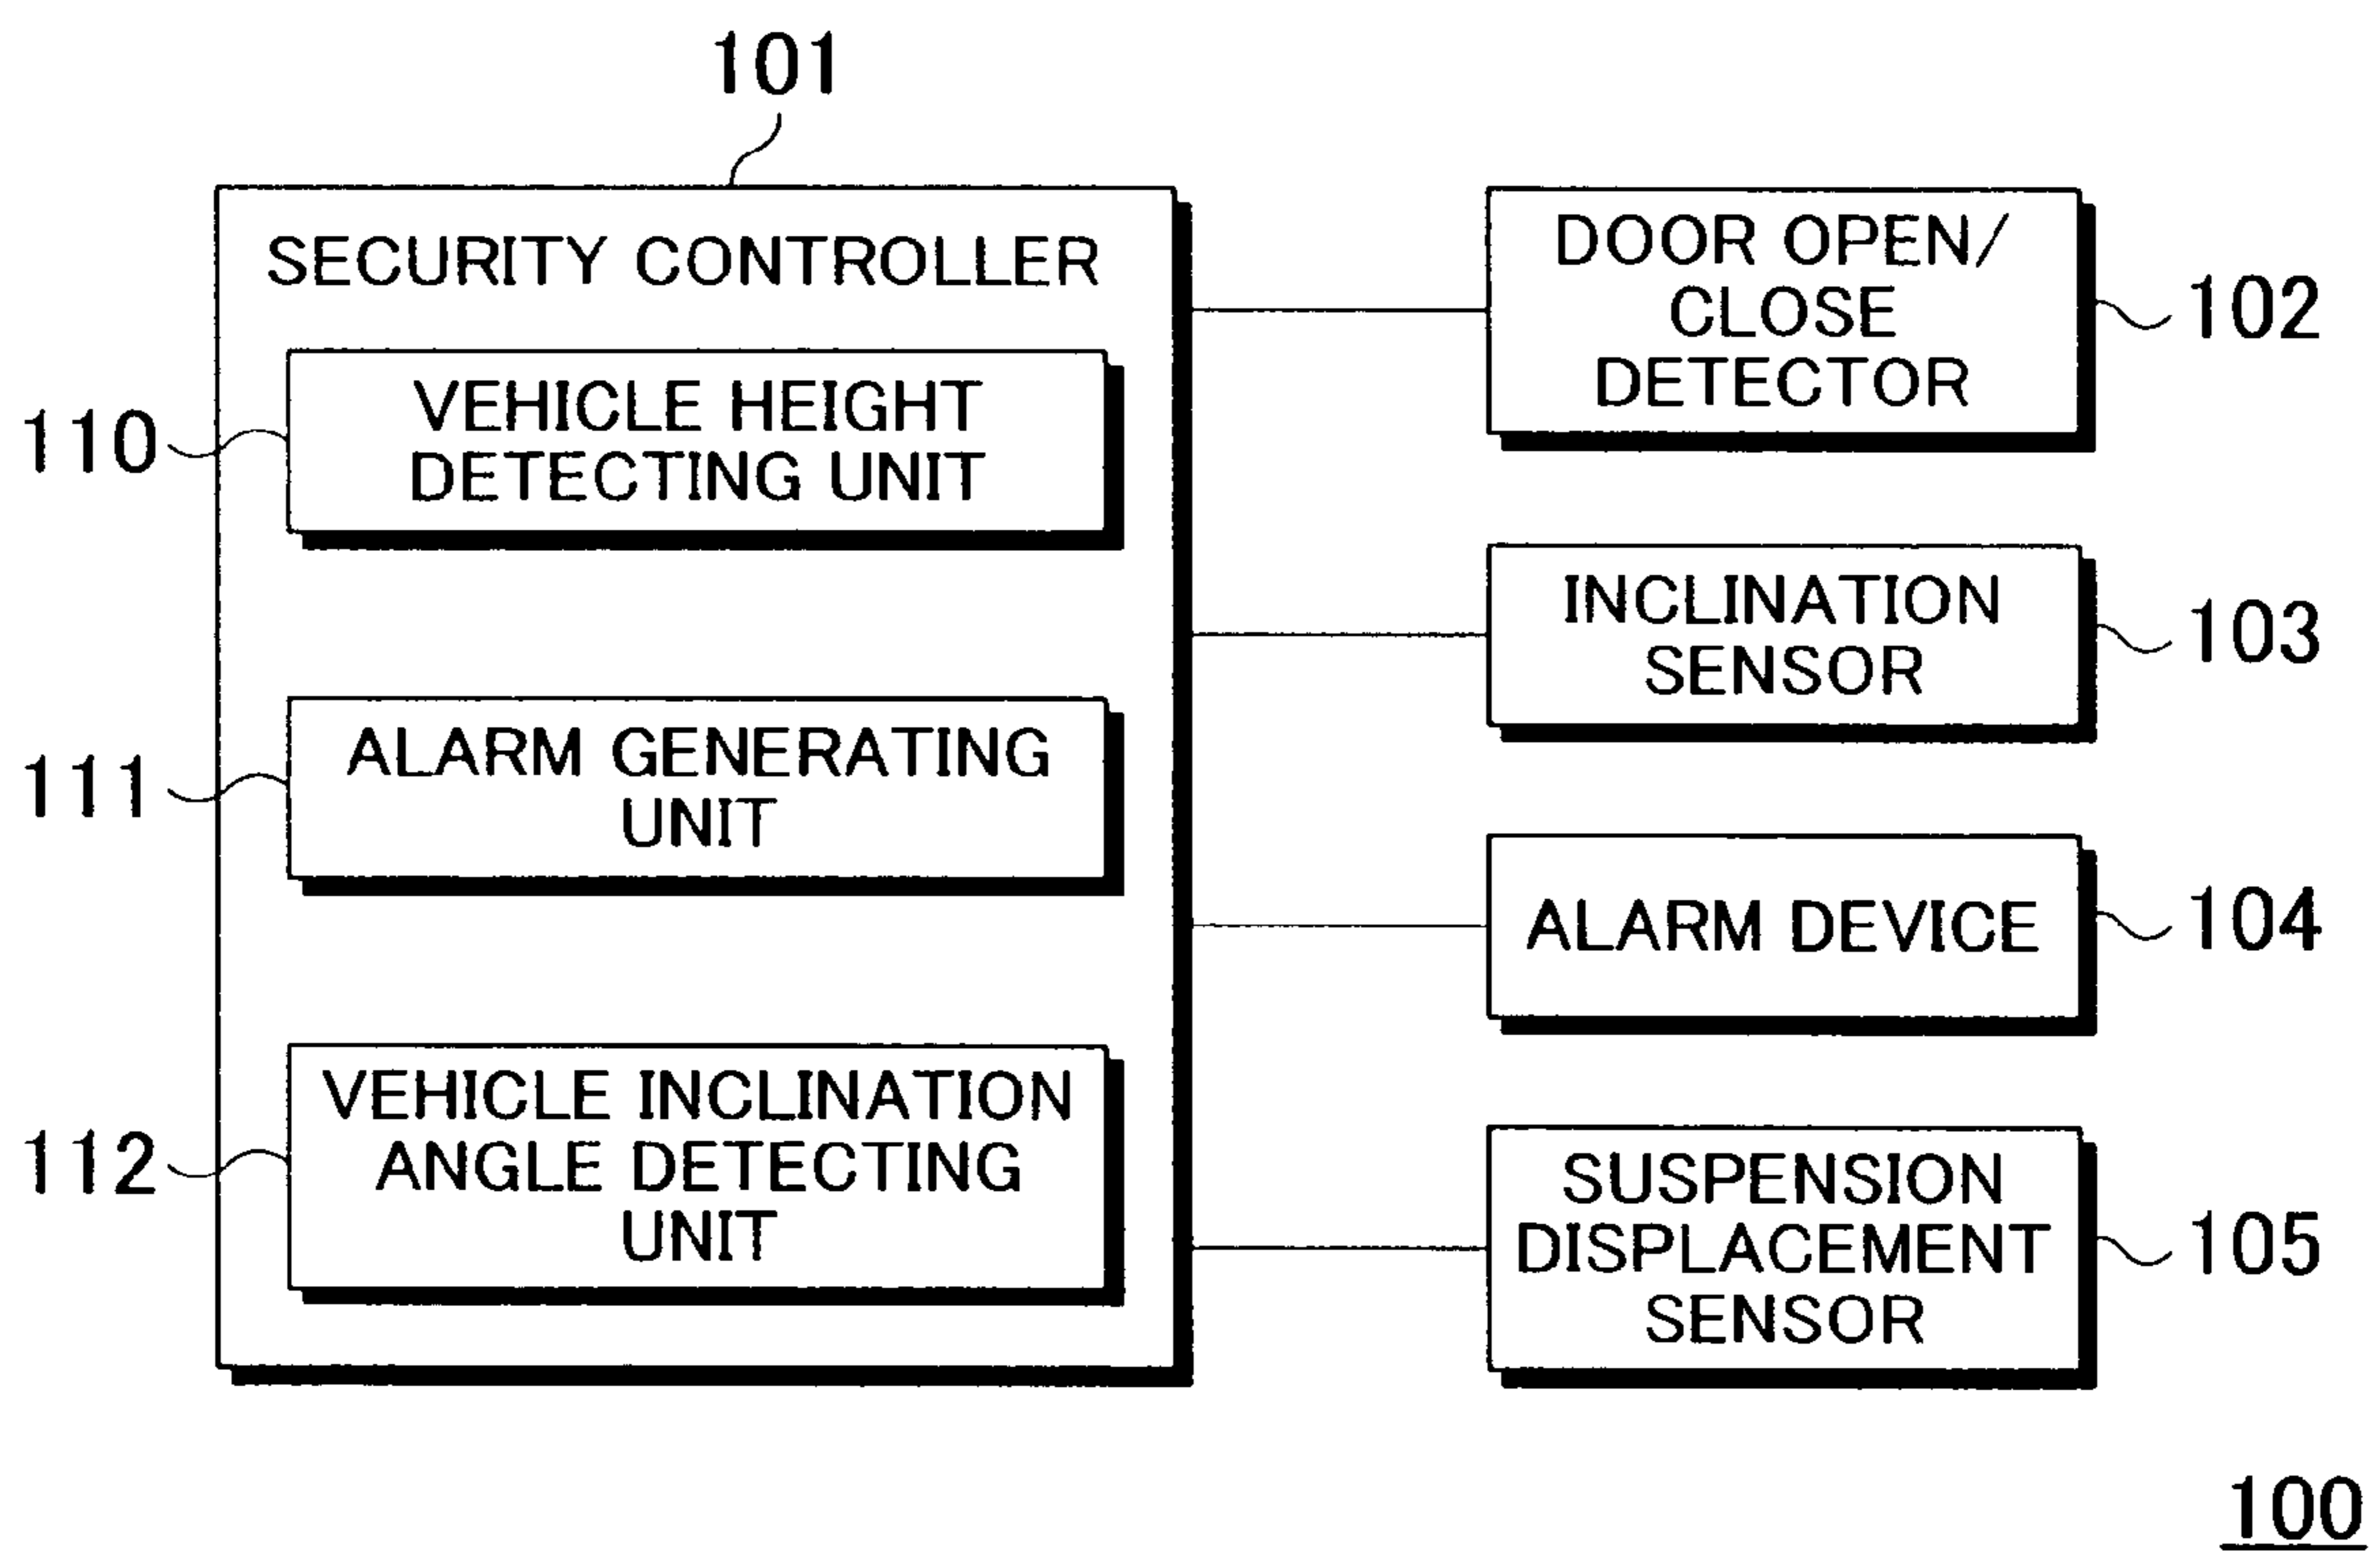 101
SECURITY CONTROLLER
110
VEHICLE HEIGHT
DETECTING UNIT
111
ALARM GENERATING
UNIT
112
VEHICLE INCLINATION
ANGLE DETECTING
UNIT
DOOR OPEN/
CLOSE
DETECTOR
102
INCLINATION
SENSOR
103
ALARM DEVICE
104
SUSPENSION
DISPLACEMENT
SENSOR
105
100